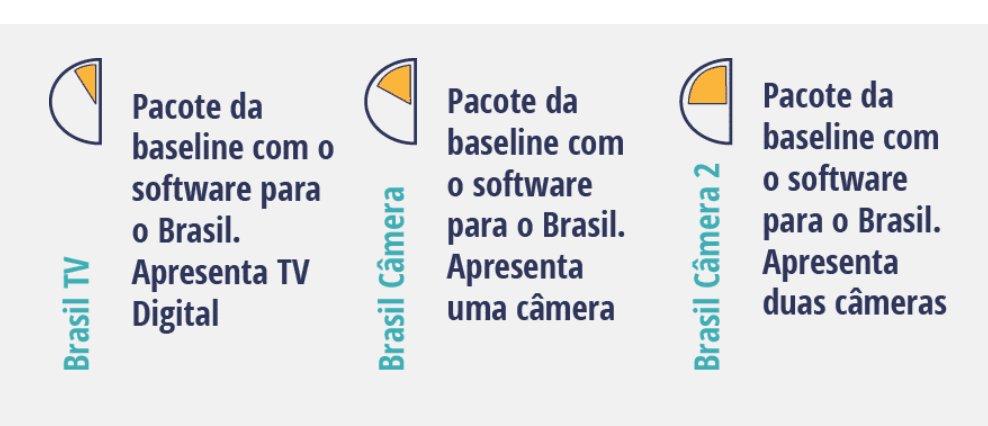 Brasil TV
Pacote da
baseline com o
software para
o Brasil.
Apresenta TV
Digital
Brasil Câmera
Pacote da
baseline com
o software
para o Brasil.
Apresenta
uma câmera
Brasil Câmera 2
Pacote da
baseline com
o software
para o Brasil.
Apresenta
duas câmeras